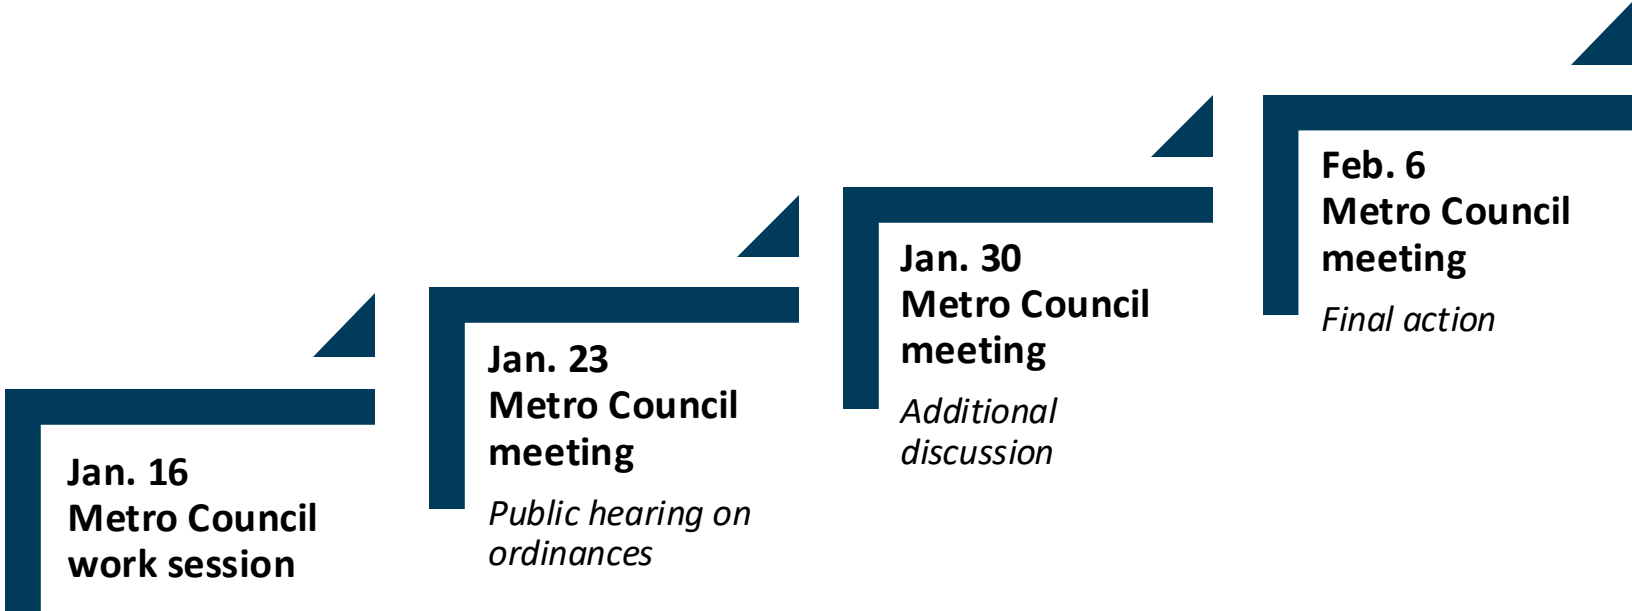 Jan. 16
Metro Council
work session
Jan. 23
Metro Council
meeting
Public hearing on
ordinances
Jan. 30
Metro Council
meeting
Additional
discussion
Feb. 6
Metro Council
meeting
Final action